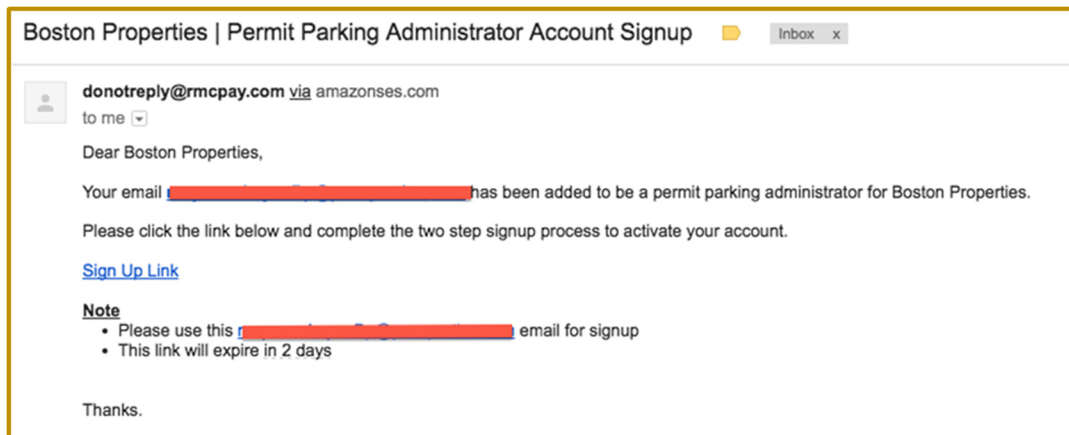 Boston Properties | Permit Parking Administrator Account Signup Inbox x
donotreply@rmcpay.com via amazonses.com
to me
Dear Boston Properties,
Your email has been added to be a permit parking administrator for Boston Properties.
Please click the link below and complete the two step signup process to activate your account.
Sign Up Link
Note
• Please use this email for signup
• This link will expire in 2 days
Thanks.